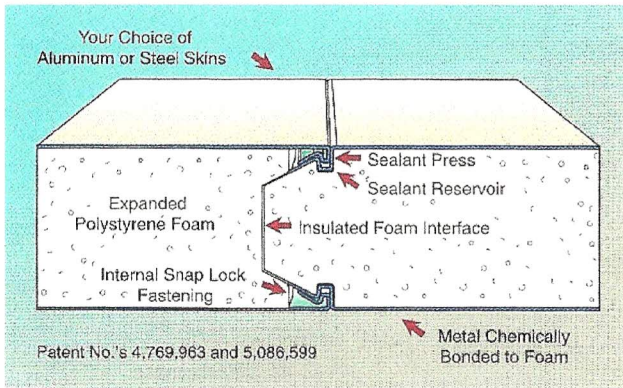 Your Choice of
Aluminum or Steel Skins
Sealant Press
Sealant Reservoir
Expanded
Polystyrene Foam
Insulated Foam Interface
Internal Snap Lock
Fastening
Metal Chemically
Bonded to Foam
Patent No.'s 4,769,963 and 5,086,599